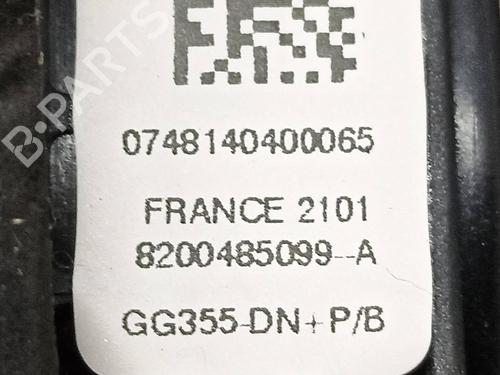 B-PARTS
0748140400065
FRANCE 2101
8200485099--A
GG355-DN+P/B